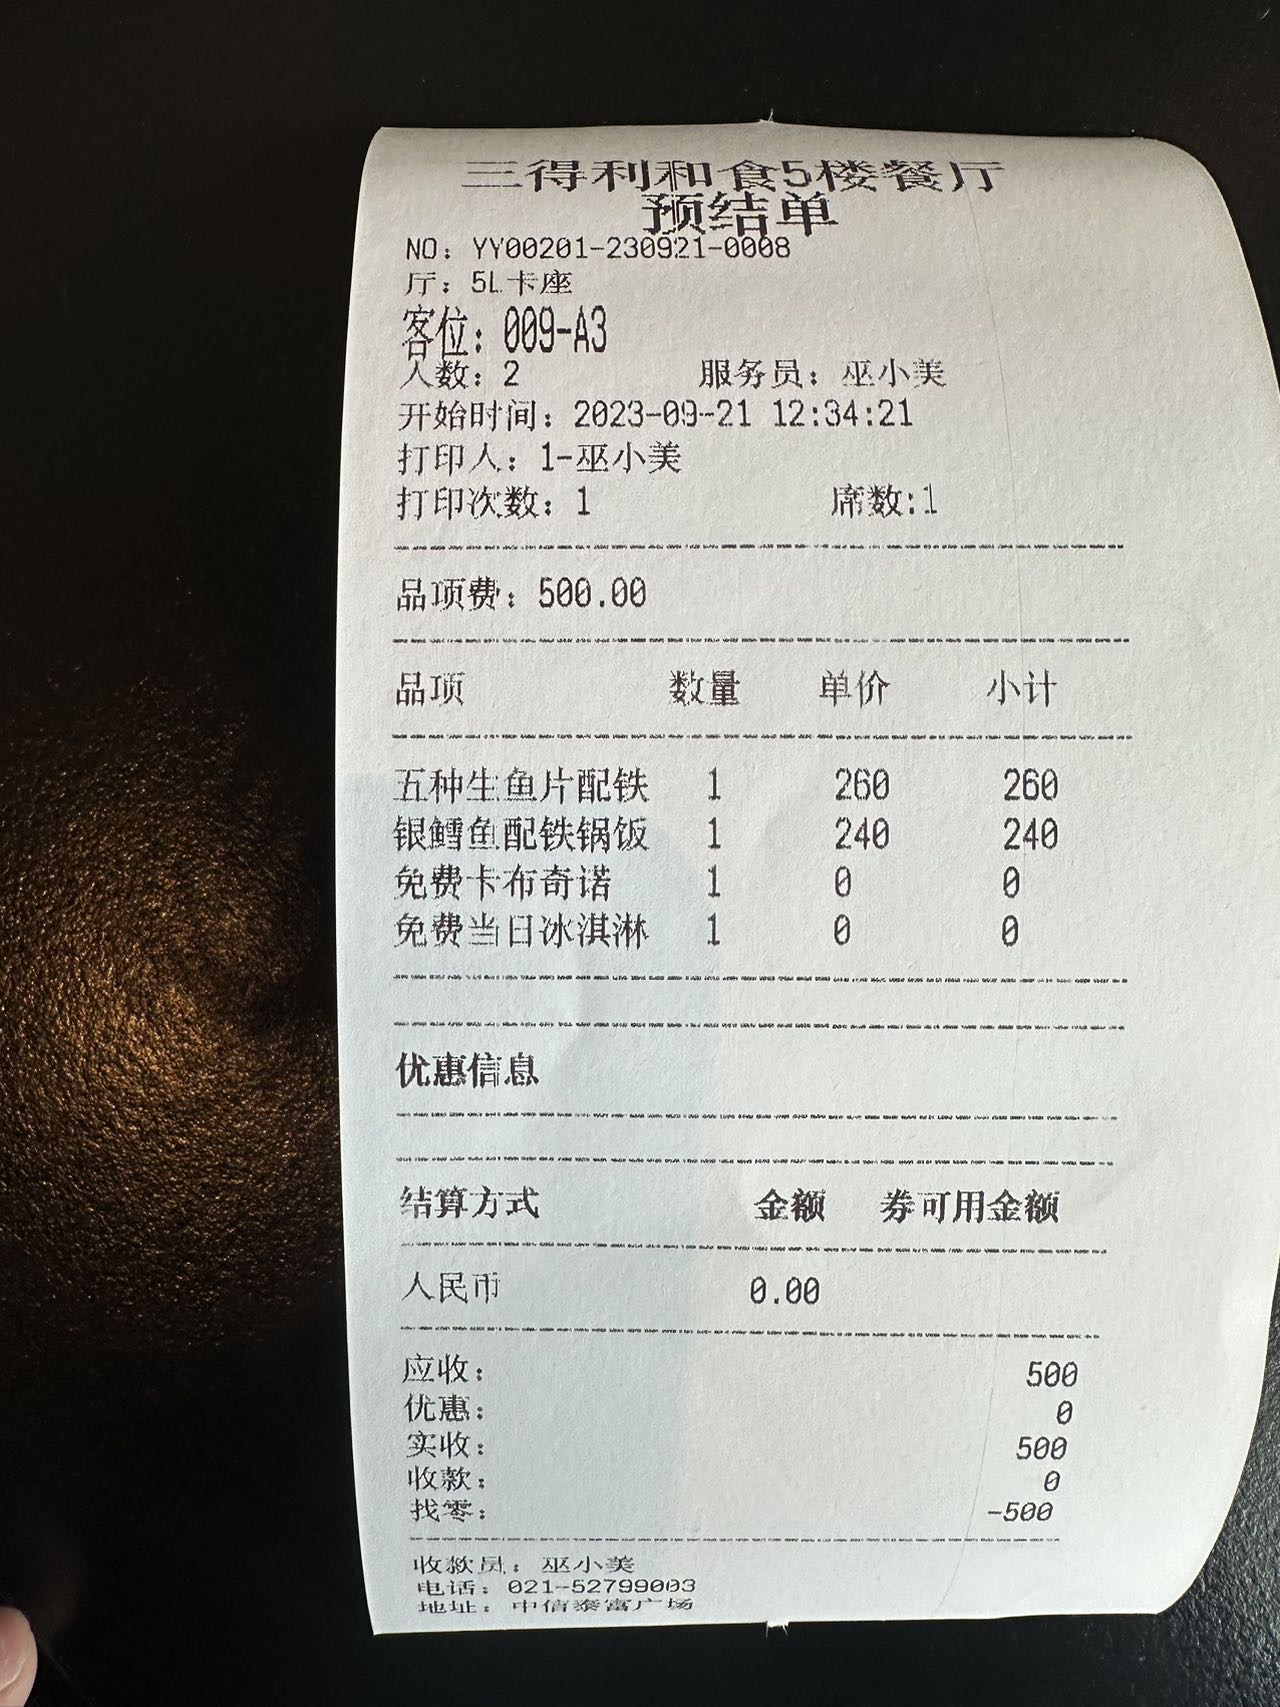 三得利和食5楼餐厅
预结单
NO: YY00201-230921-0008
厅: 5L卡座
客位: 009-A3
人数: 2 服务员: 巫小美
开始时间: 2023-09-21 12:34:21
打印人: 1-巫小美
打印次数: 1 席数:1
品项费: 500.00
品项 数量 单价 小计
五种生鱼片配铁 1 260 260
银鳕鱼配铁锅饭 1 240 240
免费卡布奇诺 1 0 0
免费当日冰淇淋 1 0 0
优惠信息
结算方式 金额 券可用金额
人民币 0.00
应收: 500
优惠: 0
实收: 500
收款: 0
找零: -500
收款员: 巫小美
电话: 021-52799003
地址: 中信泰富广场